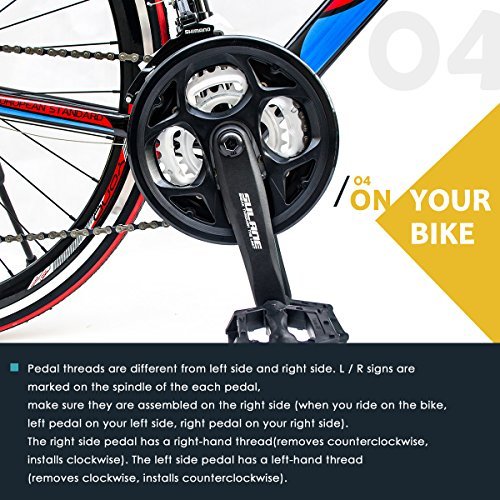 04
SHIMANO
EUROPEAN STANDARD
SULAINE
04
/ ON YOUR
BIKE
Pedal threads are different from left side and right side. L / R signs are
marked on the spindle of the each pedal,
make sure they are assembled on the right side (when you ride on the bike,
left pedal on your left side, right pedal on your right side).
The right side pedal has a right-hand thread(removes counterclockwise,
installs clockwise). The left side pedal has a left-hand thread
(removes clockwise, installs counterclockwise).